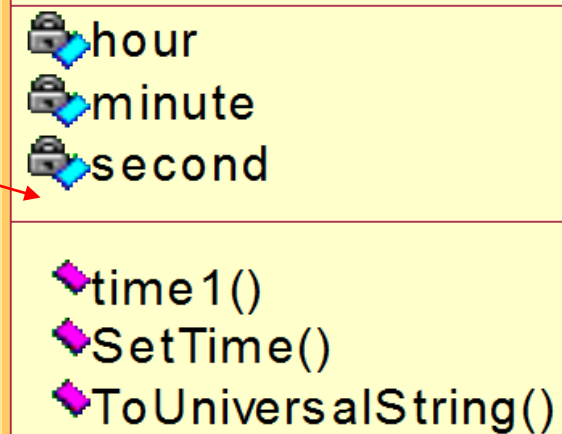 hour
minute
second
time1()
SetTime()
ToUniversalString()